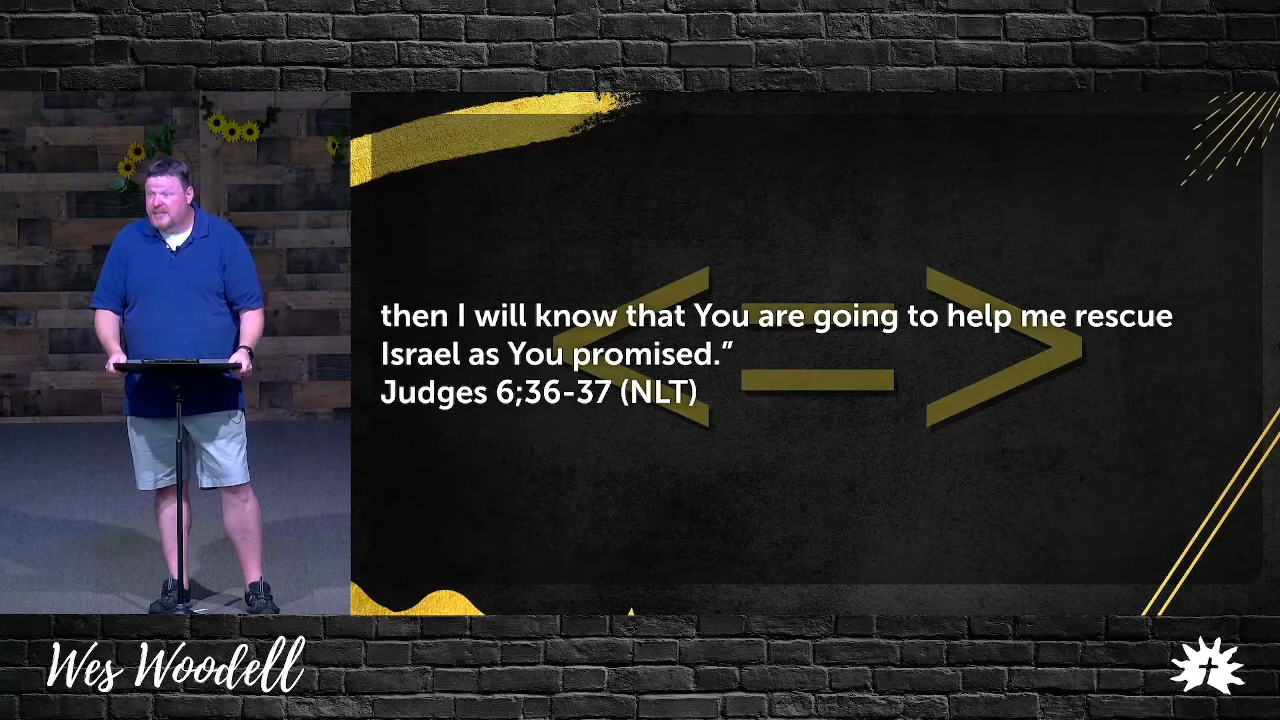 then I will know that You are going to help me rescue
Israel as You promised.”
Judges 6;36-37 (NLT)
Wes Woodell